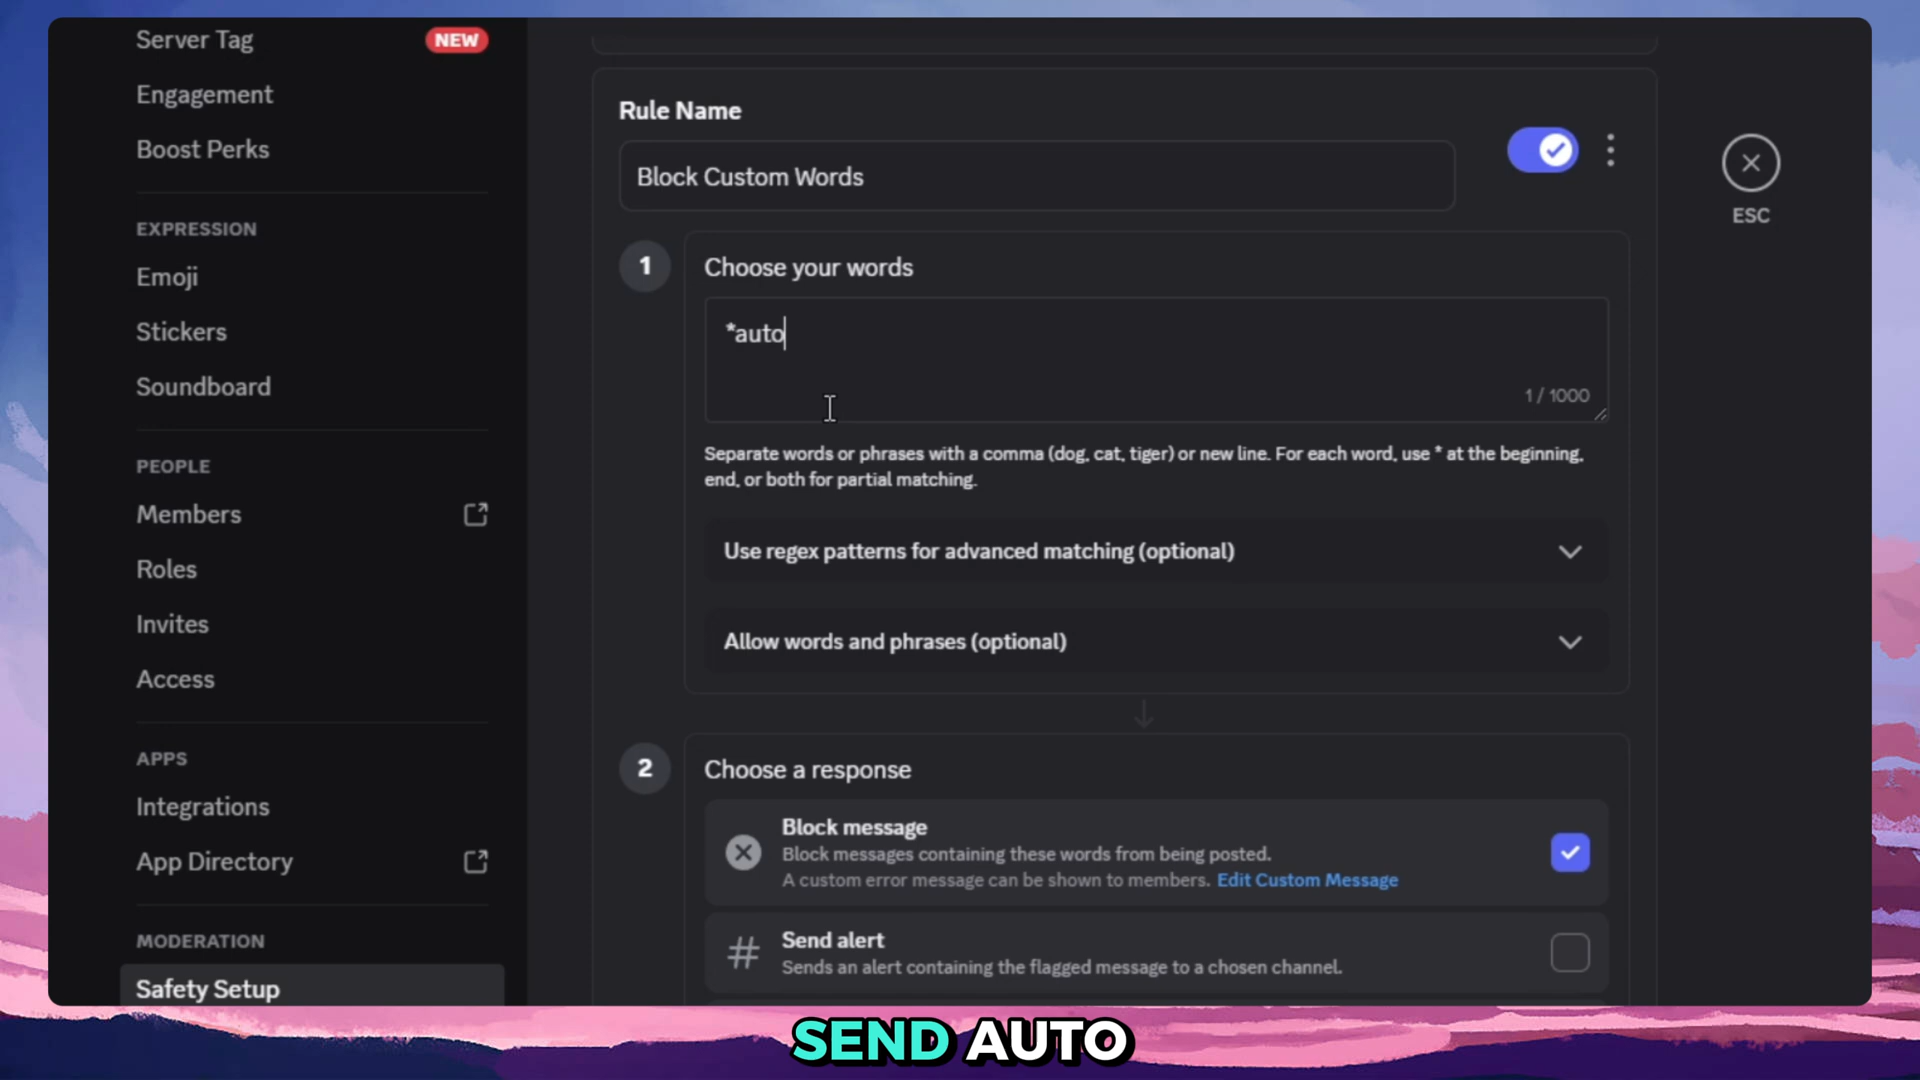 Server Tag NEW
Engagement
Boost Perks
EXPRESSION
Emoji
Stickers
Soundboard
PEOPLE
Members
Roles
Invites
Access
APPS
Integrations
App Directory
MODERATION
Safety Setup
Rule Name
Block Custom Words
ESC
1 Choose your words
*auto
1 / 1000
Separate words or phrases with a comma (dog, cat, tiger) or new line. For each word, use * at the beginning,
end, or both for partial matching.
Use regex patterns for advanced matching (optional)
Allow words and phrases (optional)
2 Choose a response
Block message
Block messages containing these words from being posted.
A custom error message can be shown to members. Edit Custom Message
Send alert
Sends an alert containing the flagged message to a chosen channel.
SEND AUTO